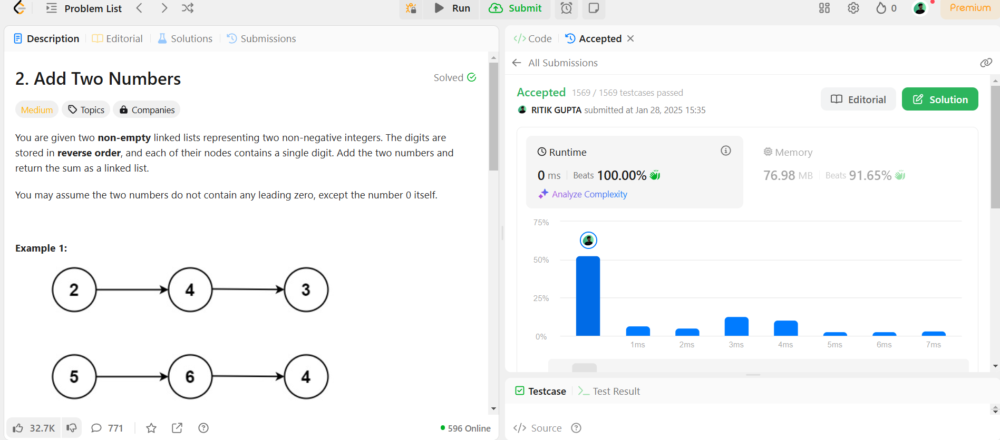 Problem List
Run
Submit
0
Premium
Description
Editorial
Solutions
Submissions
2. Add Two Numbers
Solved
Medium
Topics
Companies
You are given two non-empty linked lists representing two non-negative integers. The digits are
stored in reverse order, and each of their nodes contains a single digit. Add the two numbers and
return the sum as a linked list.
You may assume the two numbers do not contain any leading zero, except the number 0 itself.
Example 1:
2 4 3
5 6 4
32.7K
771
596 Online
</> Code
Accepted
All Submissions
Accepted 1569 / 1569 testcases passed
RITIK GUPTA submitted at Jan 28, 2025 15:35
Editorial
Solution
Runtime
0 ms Beats 100.00%
Analyze Complexity
Memory
76.98 MB Beats 91.65%
75%
50%
25%
0%
1ms 2ms 3ms 4ms 5ms 6ms 7ms
Testcase
Test Result
</> Source